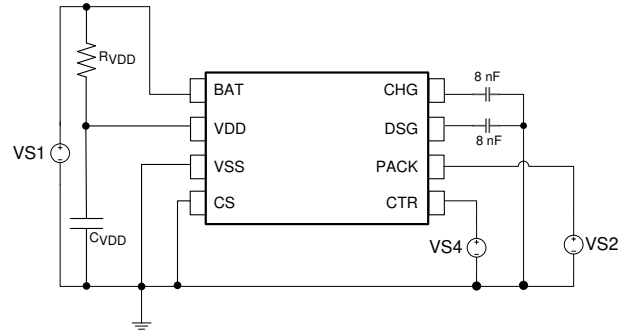 RVDD
8 nF
BAT
CHG
VDD
DSG
8 nF
VS1
VSS
PACK
CS
CTR
CVDD
VS4
VS2